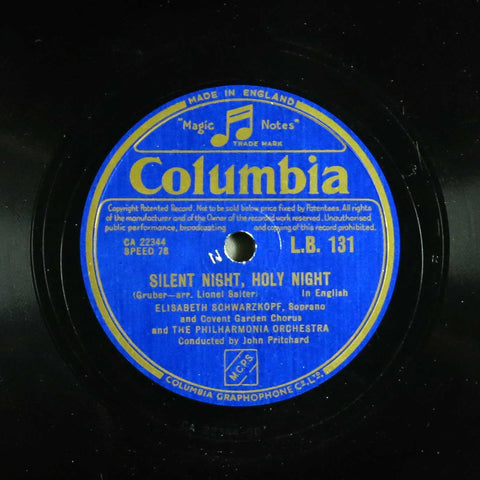 MADE IN ENGLAND
"Magic Notes"
TRADE MARK
Columbia
Copyright Patented Record. Not to be sold below price fixed by Patentees. All rights
of the manufacturer and of the Owner of the recorded work reserved. Unauthorised
public performance, broadcasting and copying of this record prohibited.
CA 22344
SPEED 78
L.B. 131
SILENT NIGHT, HOLY NIGHT
(Gruber—arr. Lionel Salter) In English
ELISABETH SCHWARZKOPF, Soprano
and Covent Garden Chorus
and THE PHILHARMONIA ORCHESTRA
Conducted by John Pritchard
M.C.P.S.
COLUMBIA GRAPHOPHONE CO. LTD.